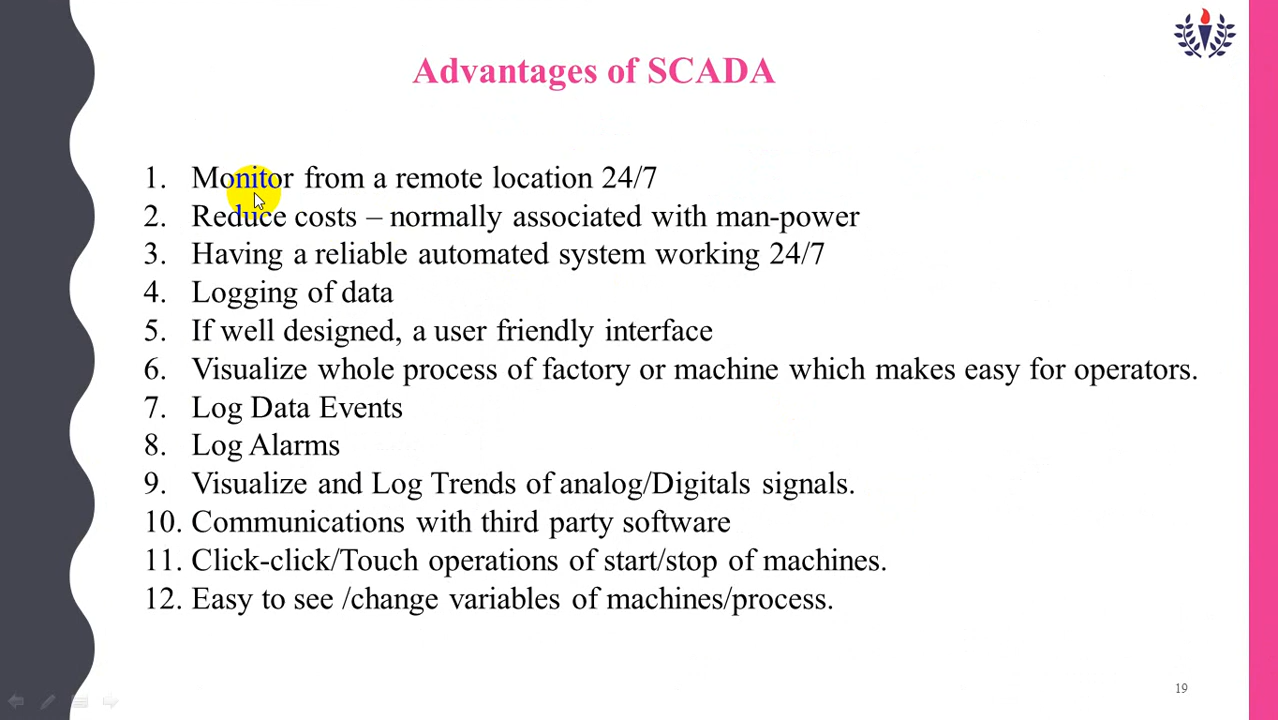 Advantages of SCADA
1. Monitor from a remote location 24/7
2. Reduce costs – normally associated with man-power
3. Having a reliable automated system working 24/7
4. Logging of data
5. If well designed, a user friendly interface
6. Visualize whole process of factory or machine which makes easy for operators.
7. Log Data Events
8. Log Alarms
9. Visualize and Log Trends of analog/Digitals signals.
10. Communications with third party software
11. Click-click/Touch operations of start/stop of machines.
12. Easy to see /change variables of machines/process.
19